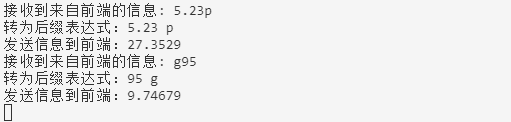 接收到来自前端的信息: 5.23p
转为后缀表达式: 5.23 p
发送信息到前端: 27.3529
接收到来自前端的信息: g95
转为后缀表达式: 95 g
发送信息到前端: 9.74679